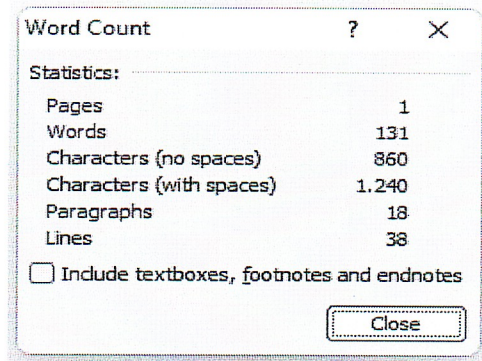 Word Count ? ×
Statistics:
Pages 1
Words 131
Characters (no spaces) 860
Characters (with spaces) 1.240
Paragraphs 18
Lines 38
Include textboxes, footnotes and endnotes
Close